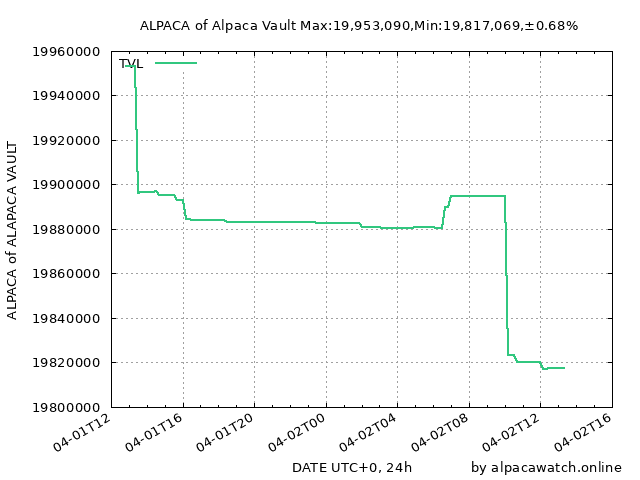 ALPACA of Alpaca Vault Max:19,953,090,Min:19,817,069,±0.68%
19960000
TVL
19940000
19920000
19900000
19880000
19860000
19840000
19820000
19800000
ALPACA of ALAPACA VAULT
04-01T12
04-01T16
04-01T20
04-02T00
04-02T04
04-02T08
04-02T12
04-02T16
DATE UTC+0, 24h
by alpacawatch.online